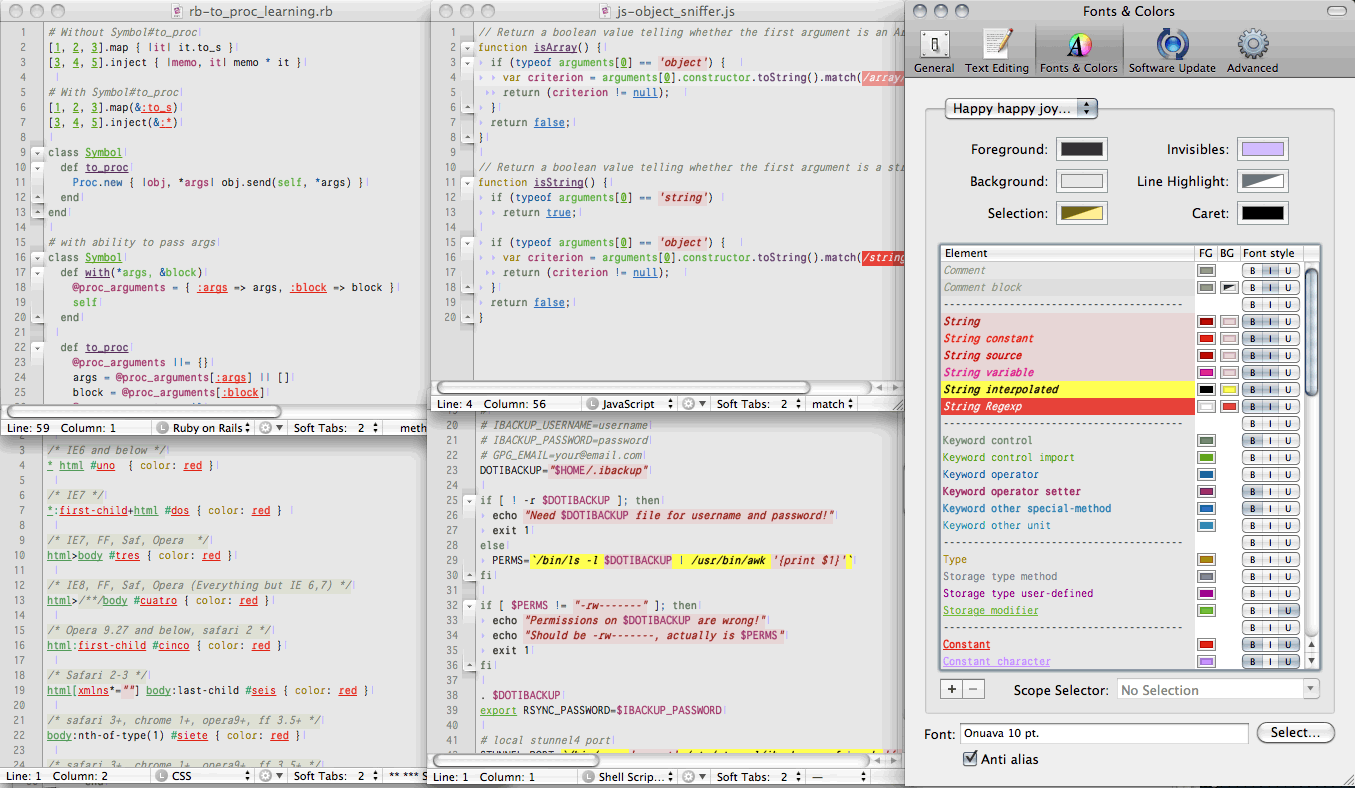 rb-to_proc_learning.rb
1 # Without Symbol#to_proc
2 [1, 2, 3].map { |it| it.to_s }
3 [3, 4, 5].inject { |memo, it| memo * it }
4
5 # With Symbol#to_proc
6 [1, 2, 3].map(&:to_s)
7 [3, 4, 5].inject(&:*)
8
9 class Symbol
10 def to_proc
11 Proc.new { |obj, *args| obj.send(self, *args) }
12 end
13 end
14
15 # with ability to pass args
16 class Symbol
17 def with(*args, &block)
18 @proc_arguments = { :args => args, :block => block }
19 self
20 end
21
22 def to_proc
23 @proc_arguments ||= {}
24 args = @proc_arguments[:args] || []
25 block = @proc_arguments[:block]
Line: 59 Column: 1 L Ruby on Rails Soft Tabs: 2 meth
js-object_sniffer.js
1 // Return a boolean value telling whether the first argument is an Ar
2 function isArray() {
3 if (typeof arguments[0] == 'object') {
4 var criterion = arguments[0].constructor.toString().match(/array/
5 return (criterion != null);
6 }
7 return false;
8 }
9
10 // Return a boolean value telling whether the first argument is a str
11 function isString() {
12 if (typeof arguments[0] == 'string')
13 return true;
14
15 if (typeof arguments[0] == 'object') {
16 var criterion = arguments[0].constructor.toString().match(/string
17 return (criterion != null);
18 }
19 return false;
20 }
Line: 4 Column: 56 L JavaScript Soft Tabs: 2 match
3 /* IE6 and below */
4 * html #uno { color: red }
5
6 /* IE7 */
7 *:first-child+html #dos { color: red }
8
9 /* IE7, FF, Saf, Opera */
10 html>body #tres { color: red }
11
12 /* IE8, FF, Saf, Opera (Everything but IE 6,7) */
13 html>/**/body #cuatro { color: red }
14
15 /* Opera 9.27 and below, safari 2 */
16 html:first-child #cinco { color: red }
17
18 /* Safari 2-3 */
19 html[xmlns*=""] body:last-child #seis { color: red }
20
21 /* safari 3+, chrome 1+, opera9+, ff 3.5+ */
22 body:nth-of-type(1) #siete { color: red }
23
24 /* safari 3+, chrome 1+, opera9+, ff 3.5+ */
Line: 1 Column: 2 L CSS Soft Tabs: 2 ** *** S
20 # IBACKUP_USERNAME=username
21 # IBACKUP_PASSWORD=password
22 # GPG_EMAIL=your@email.com
23 DOTIBACKUP="$HOME/.ibackup"
24
25 if [ ! -r $DOTIBACKUP ]; then
26 echo "Need $DOTIBACKUP file for username and password!"
27 exit 1
28 else
29 PERMS=`/bin/ls -l $DOTIBACKUP | /usr/bin/awk '{print $1}'`
30 fi
31
32 if [ $PERMS != "-rw-------" ]; then
33 echo "Permissions on $DOTIBACKUP are wrong!"
34 echo "Should be -rw-------, actually is $PERMS"
35 exit 1
36 fi
37
38 . $DOTIBACKUP
39 export RSYNC_PASSWORD=$IBACKUP_PASSWORD
40
41 # local stunnel4 port
Line: 1 Column: 1 L Shell Scrip... Soft Tabs: 2 —
Fonts & Colors
General Text Editing Fonts & Colors Software Update Advanced
Happy happy joy...
Foreground: Invisibles:
Background: Line Highlight:
Selection: Caret:
Element FG BG Font style
Comment B I U
Comment block B I U
----------------------------------- B I U
String B I U
String constant B I U
String source B I U
String variable B I U
String interpolated B I U
String Regexp B I U
----------------------------------- B I U
Keyword control B I U
Keyword control import B I U
Keyword operator B I U
Keyword operator setter B I U
Keyword other special-method B I U
Keyword other unit B I U
----------------------------------- B I U
Type B I U
Storage type method B I U
Storage type user-defined B I U
Storage modifier B I U
----------------------------------- B I U
Constant B I U
Constant character B I U
+ − Scope Selector: No Selection
Font: Onuava 10 pt. Select...
Anti alias